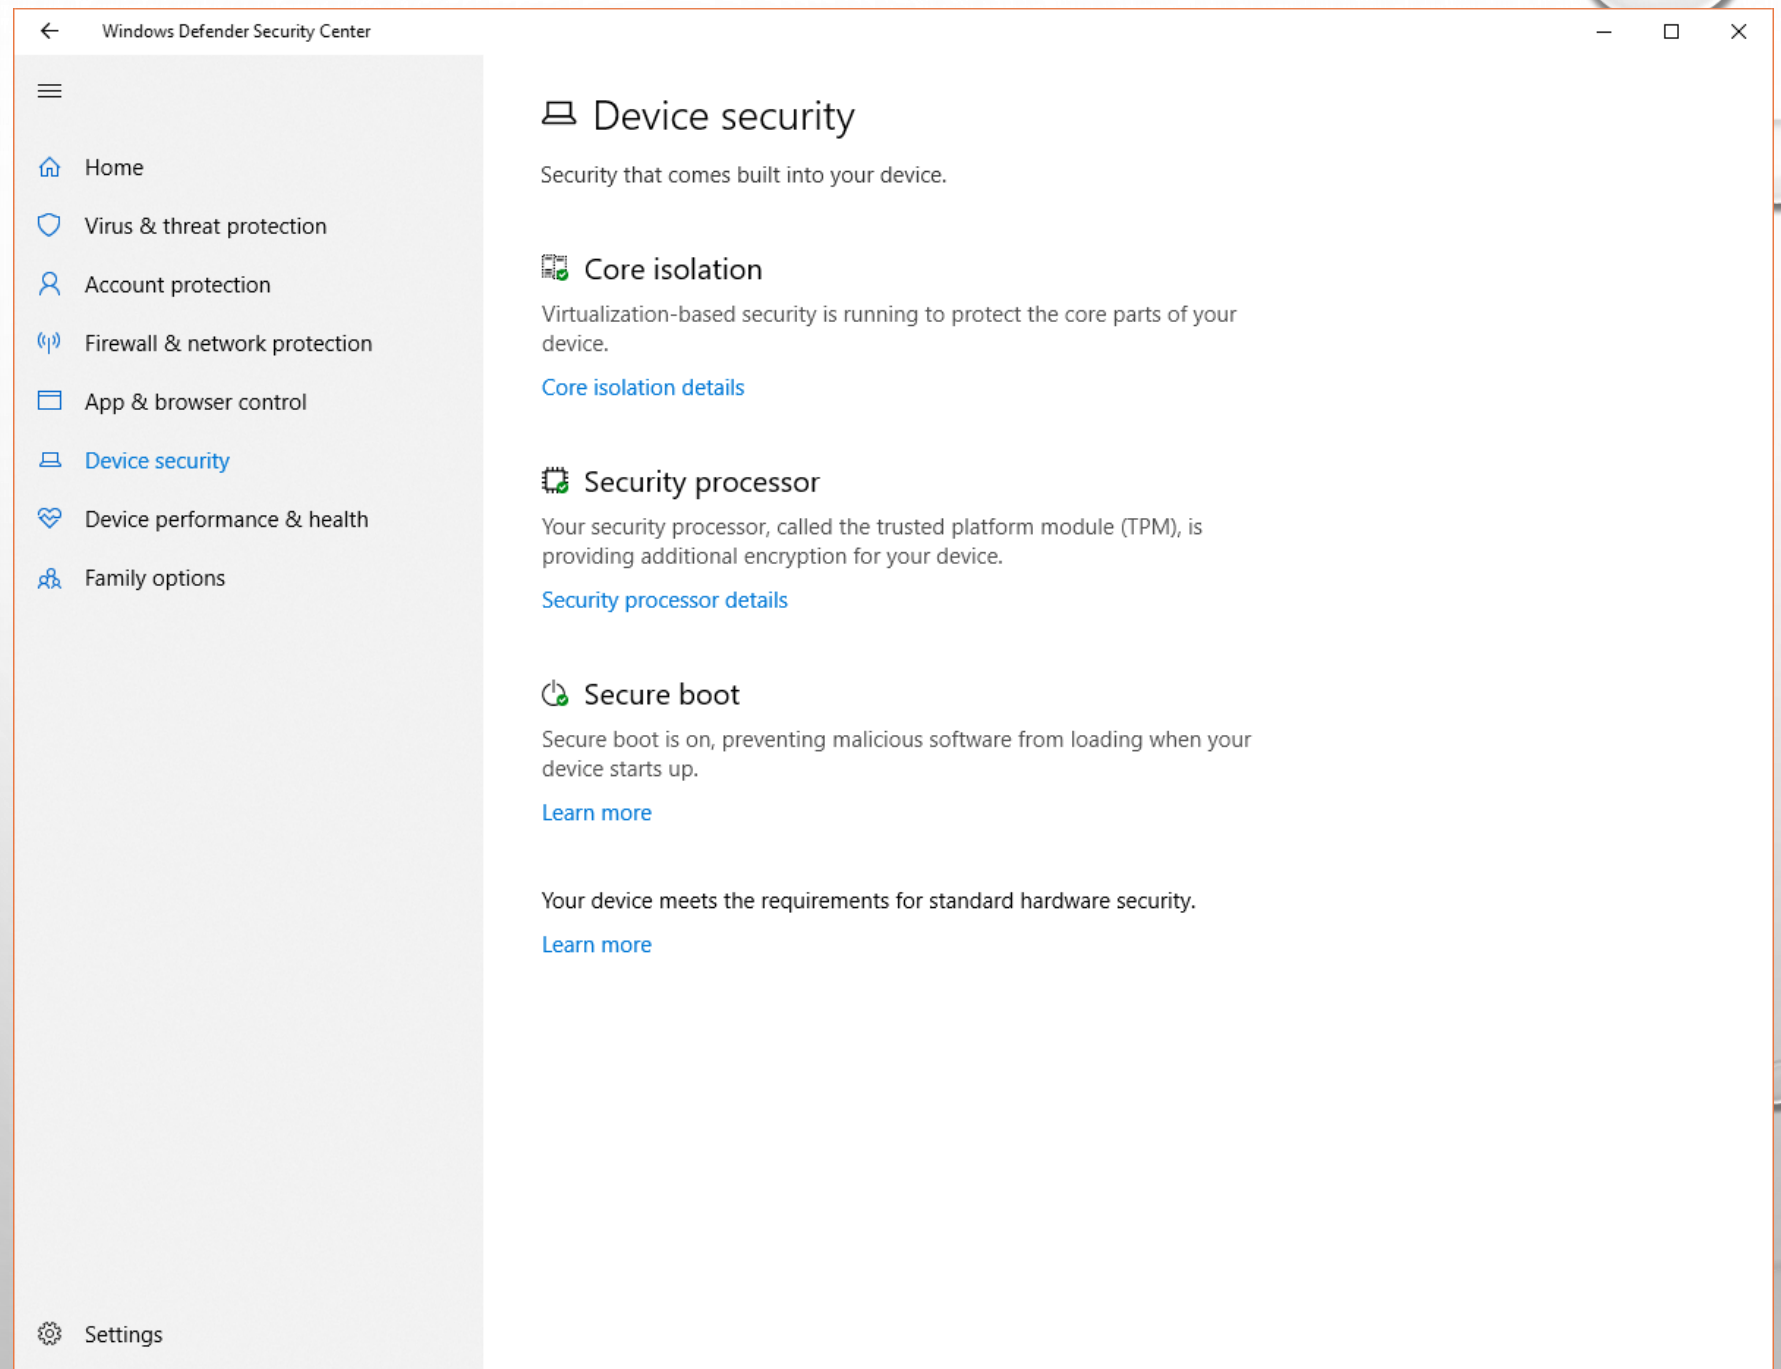 Windows Defender Security Center
Home
Virus & threat protection
Account protection
Firewall & network protection
App & browser control
Device security
Device performance & health
Family options
Settings
Device security
Security that comes built into your device.
Core isolation
Virtualization-based security is running to protect the core parts of your
device.
Core isolation details
Security processor
Your security processor, called the trusted platform module (TPM), is
providing additional encryption for your device.
Security processor details
Secure boot
Secure boot is on, preventing malicious software from loading when your
device starts up.
Learn more
Your device meets the requirements for standard hardware security.
Learn more